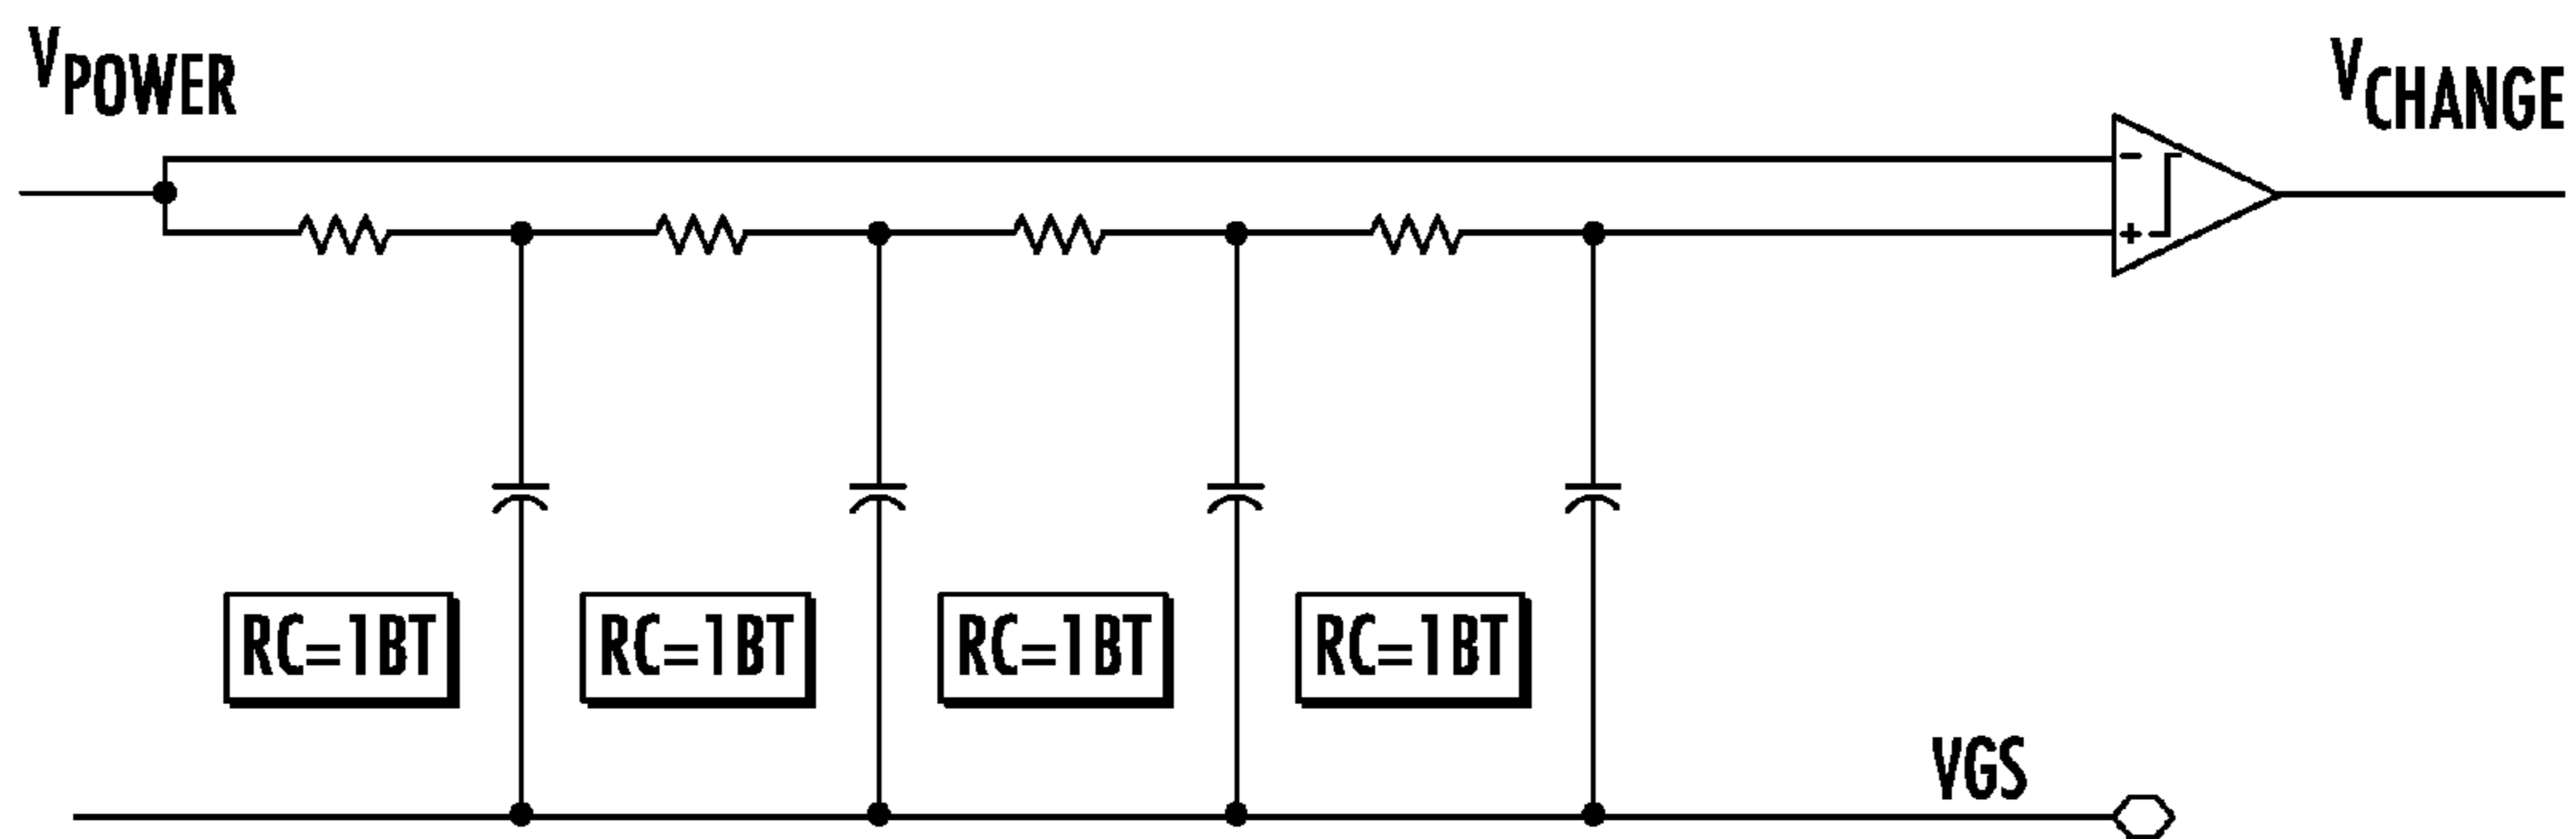 VPOWER
VCHANGE
-
+
RC=1BT
RC=1BT
RC=1BT
RC=1BT
VGS